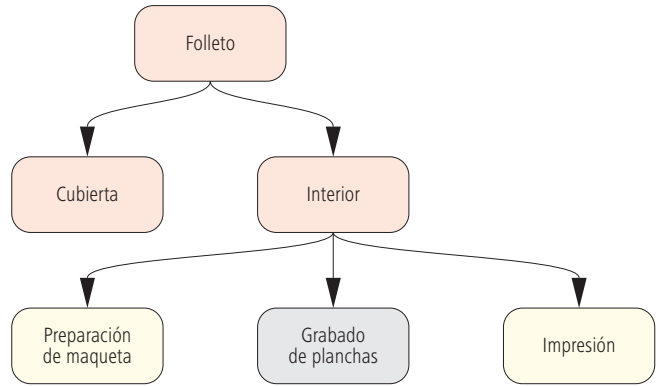 Folleto
Cubierta
Interior
Preparación
de maqueta
Grabado
de planchas
Impresión